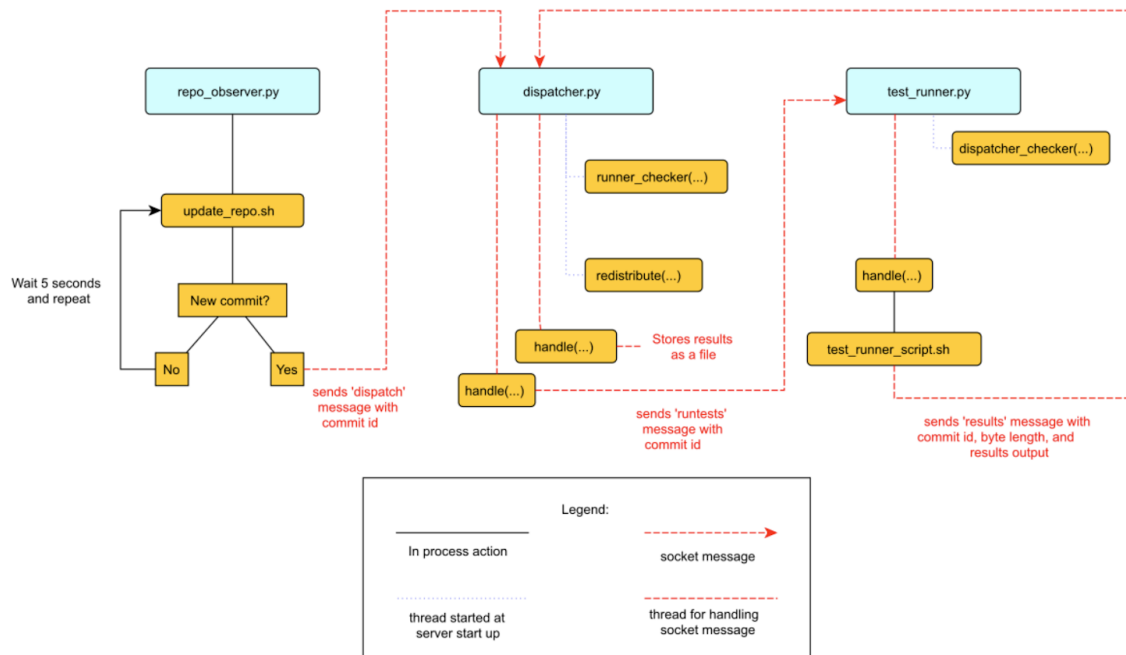 repo_observer.py
dispatcher.py
test_runner.py
dispatcher_checker(...)
runner_checker(...)
update_repo.sh
Wait 5 seconds
and repeat
redistribute(...)
handle(...)
New commit?
handle(...)
Stores results
as a file
test_runner_script.sh
No
Yes
handle(...)
sends 'dispatch'
message with
commit id
sends 'runtests'
message with
commit id
sends 'results' message with
commit id, byte length, and
results output
Legend:
In process action
socket message
thread started at
server start up
thread for handling
socket message